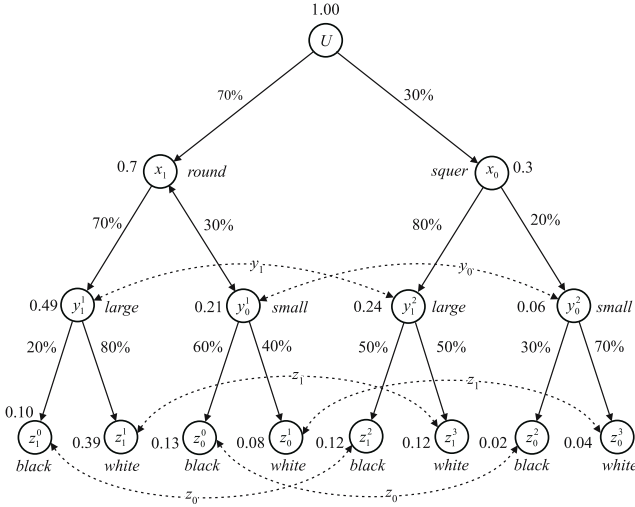 1.00
U
70% 30%
0.7 x₁ round squer x₀ 0.3
70% 30% 80% 20%
y₁ y₀
0.49 y₁¹ large 0.21 y₀¹ small 0.24 y₁² large 0.06 y₀² small
20% 80% 60% 40% 50% 50% 30% 70%
z₁ z₁
0.10 z₁⁰ 0.39 z₁¹ 0.13 z₀⁰ 0.08 z₀¹ 0.12 z₁² 0.12 z₁³ 0.02 z₀² 0.04 z₀³
black white black white black white black white
z₀ z₀